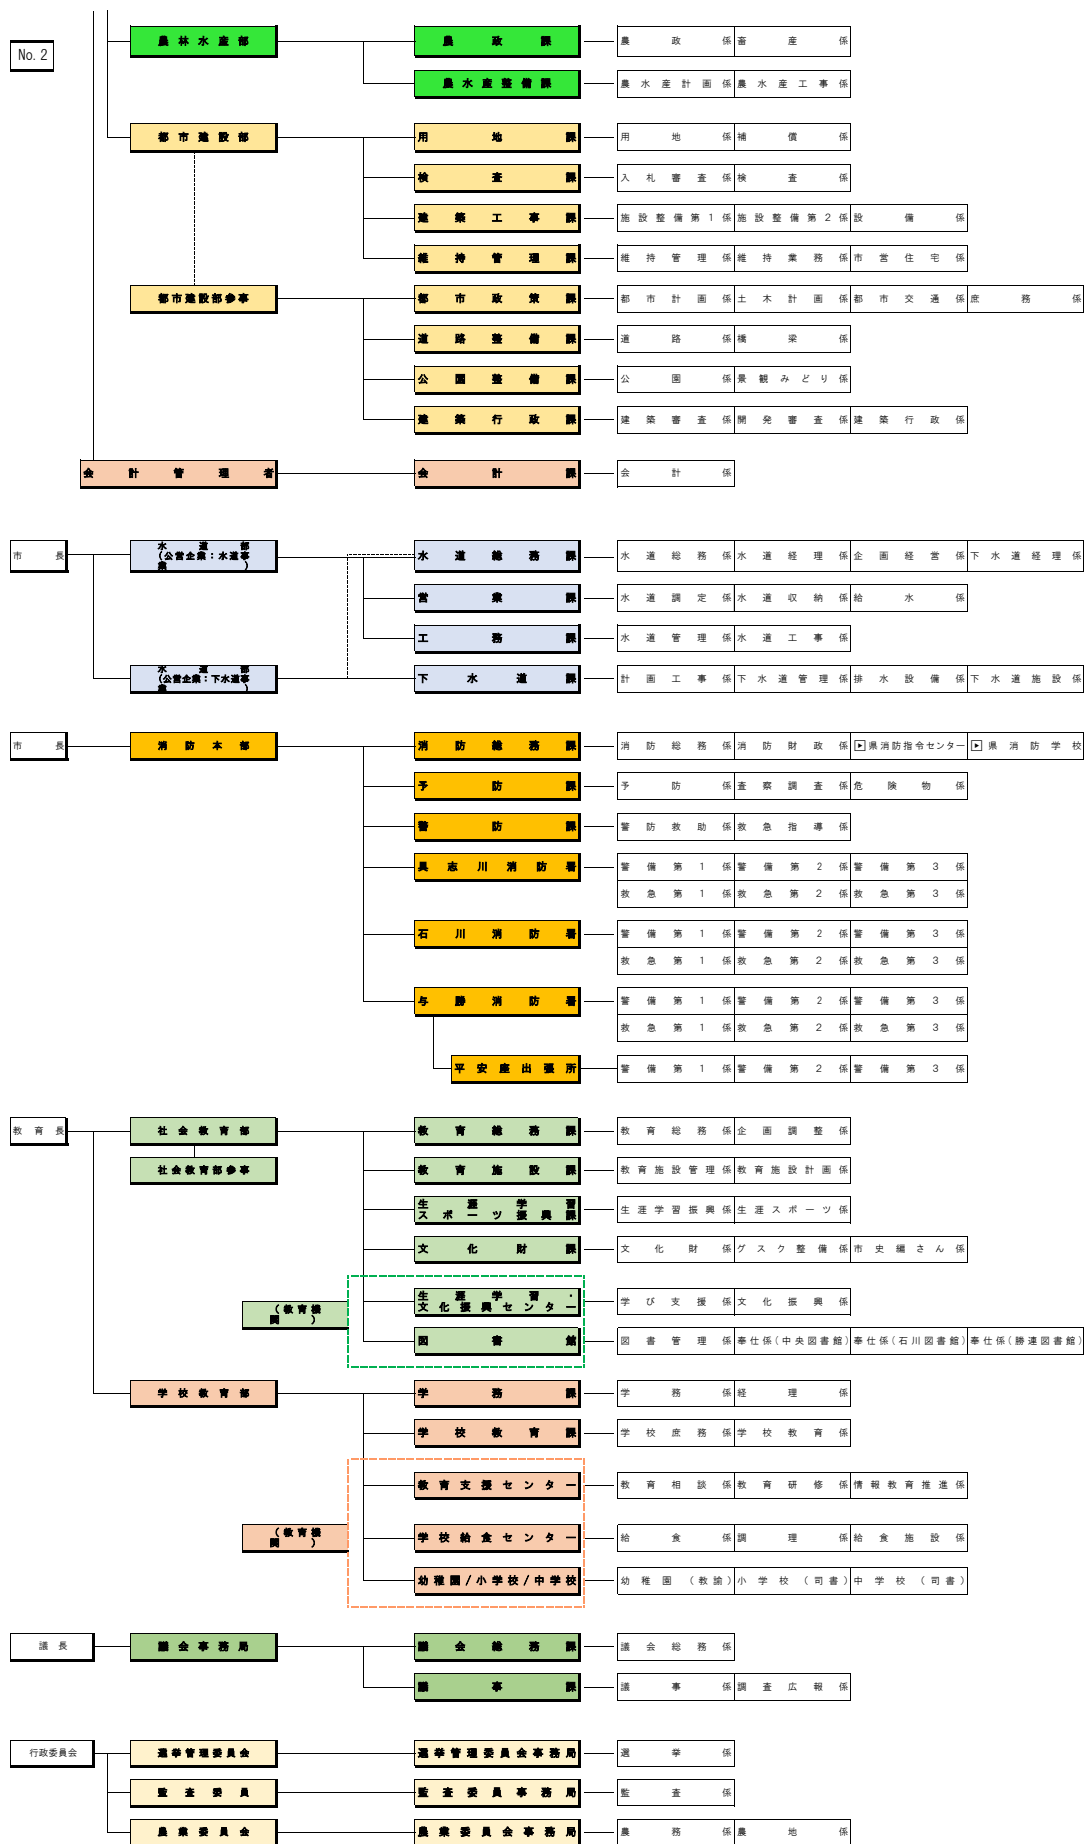 No. 2
農林水産部 農政課 農政係 畜産係
農水産整備課 農水産計画係 農水産工事係
都市建設部 用地課 用地係 補償係
検査課 入札審査係 検査係
建築工事課 施設整備第1係 施設整備第2係 設備係
維持管理課 維持管理係 維持業務係 市営住宅係
都市建設部参事 都市政策課 都市計画係 土木計画係 都市交通係 庶務係
道路整備課 道路係 橋梁係
公園整備課 公園係 景観みどり係
建築行政課 建築審査係 開発審査係 建築行政係
会計管理者 会計課 会計係
市長 水道部(公営企業:水道事業) 水道総務課 水道総務係 水道経理係 企画経営係 下水道経理係
営業課 水道調定係 水道収納係 給水係
工務課 水道管理係 水道工事係
水道部(公営企業:下水道事業) 下水道課 計画工事係 下水道管理係 排水設備係 下水道施設係
市長 消防本部 消防総務課 消防総務係 消防財政係 県消防指令センター 県消防学校
予防課 予防係 査察調査係 危険物係
警防課 警防救助係 救急指導係
具志川消防署 警備第1係 警備第2係 警備第3係
救急第1係 救急第2係 救急第3係
石川消防署 警備第1係 警備第2係 警備第3係
救急第1係 救急第2係 救急第3係
与勝消防署 警備第1係 警備第2係 警備第3係
救急第1係 救急第2係 救急第3係
平安座出張所 警備第1係 警備第2係 警備第3係
教育長 社会教育部 教育総務課 教育総務係 企画調整係
社会教育部参事 教育施設課 教育施設管理係 教育施設計画係
生涯学習スポーツ振興課 生涯学習振興係 生涯スポーツ係
文化財課 文化財係 グスク整備係 市史編さん係
(教育機関) 生涯学習・文化振興センター 学び支援係 文化振興係
図書館 図書管理係 奉仕係(中央図書館) 奉仕係(石川図書館) 奉仕係(勝連図書館)
学校教育部 学務課 学務係 経理係
学校教育課 学校庶務係 学校教育係
教育支援センター 教育相談係 教育研修係 情報教育推進係
(教育機関) 学校給食センター 給食係 調理係 給食施設係
幼稚園/小学校/中学校 幼稚園(教諭) 小学校(司書) 中学校(司書)
議長 議会事務局 議会総務課 議会総務係
議事課 議事係 調査広報係
行政委員会 選挙管理委員会 選挙管理委員会事務局 選挙係
監査委員 監査委員事務局 監査係
農業委員会 農業委員会事務局 農務係 農地係